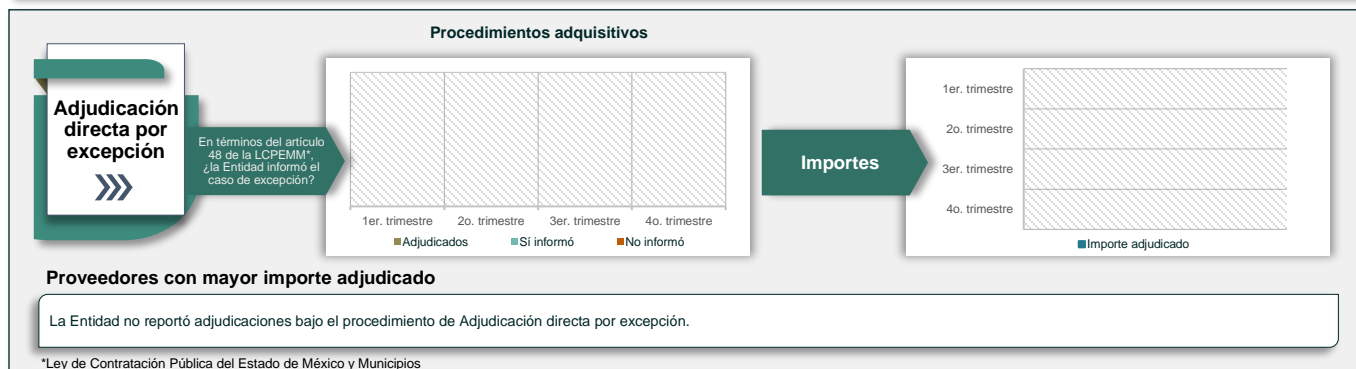 Procedimientos adquisitivos
Adjudicación
directa por
excepción
En términos del artículo
48 de la LCPEMM*,
¿la Entidad informó el
caso de excepción?
1er. trimestre
2o. trimestre
3er. trimestre
4o. trimestre
Adjudicados
Sí informó
No informó
Importes
1er. trimestre
2o. trimestre
3er. trimestre
4o. trimestre
Importe adjudicado
Proveedores con mayor importe adjudicado
La Entidad no reportó adjudicaciones bajo el procedimiento de Adjudicación directa por excepción.
*Ley de Contratación Pública del Estado de México y Municipios